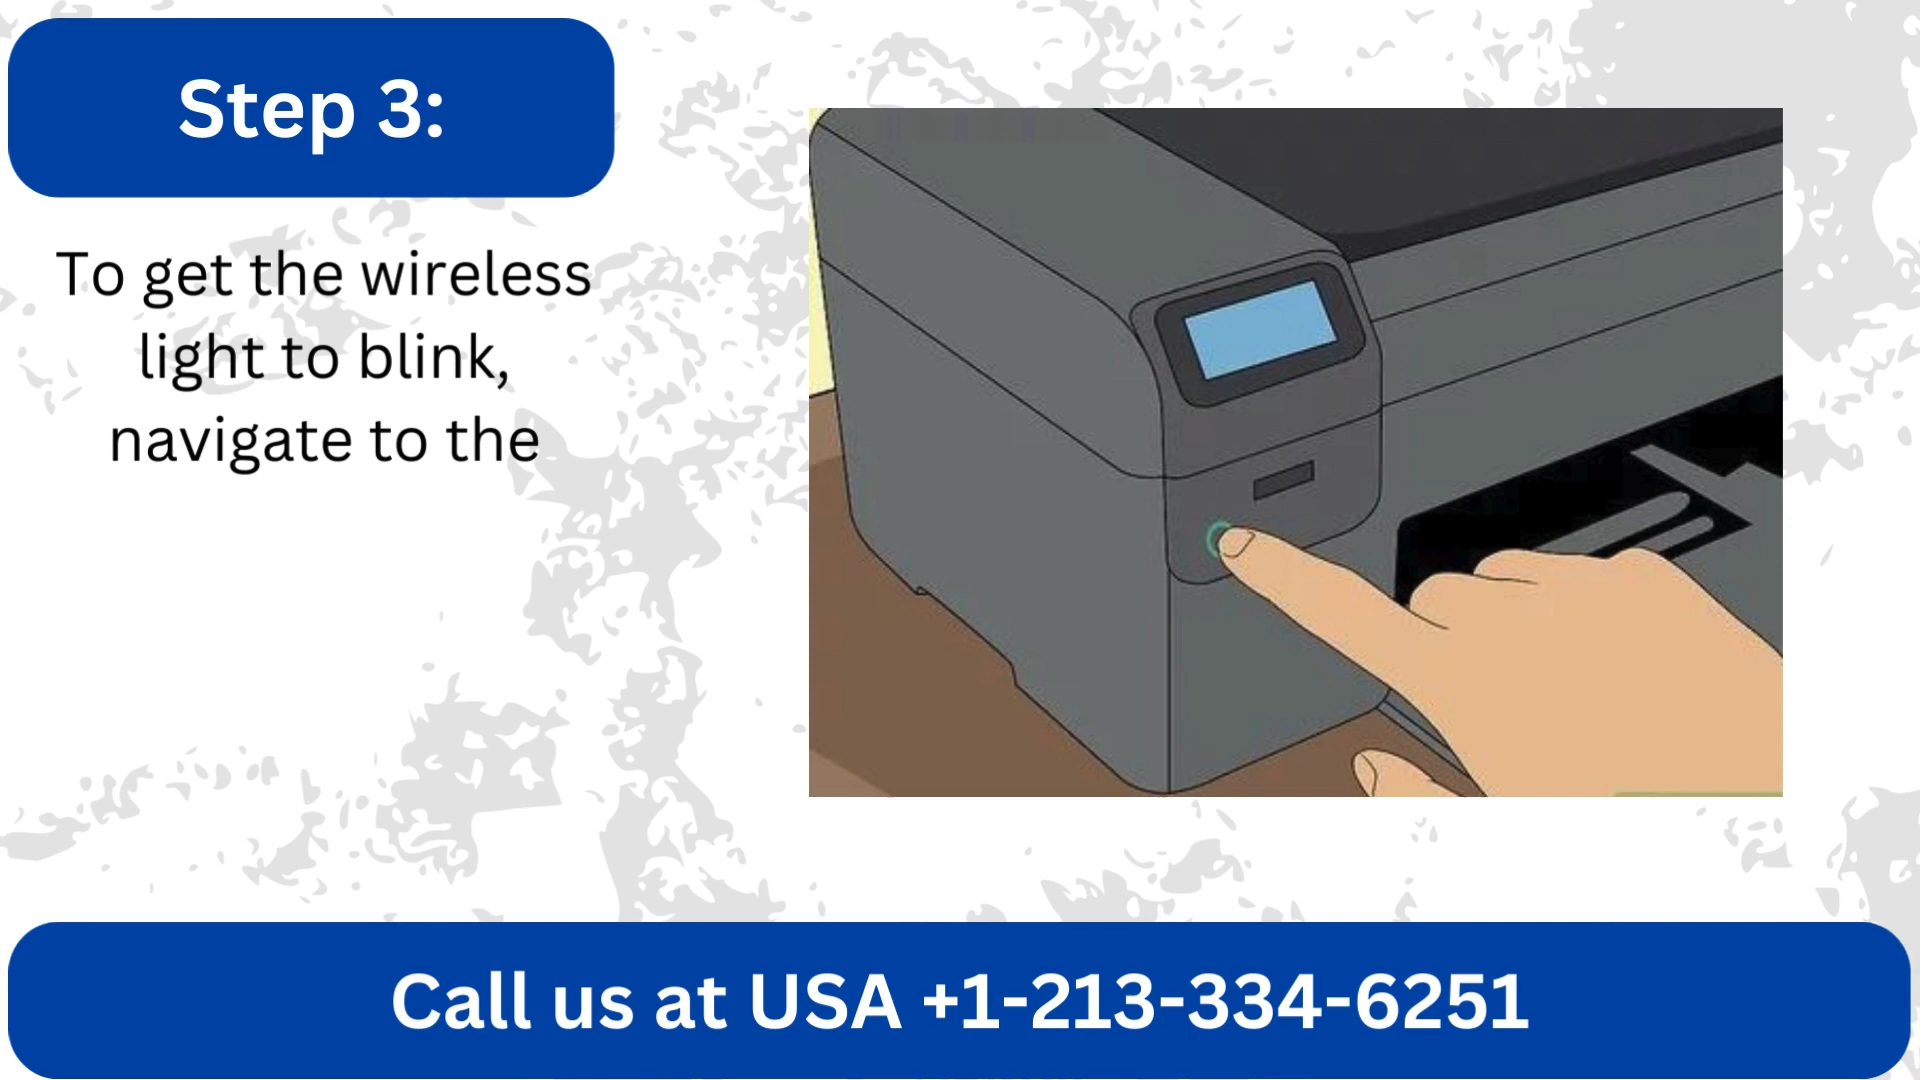 Step 3:
To get the wireless
light to blink,
navigate to the
Call us at USA +1-213-334-6251